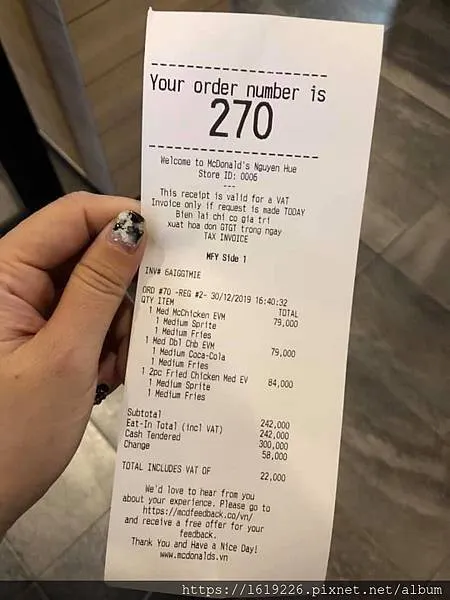 Your order number is
270
Welcome to McDonald's Nguyen Hue
Store ID: 0006
---
This receipt is valid for a VAT
Invoice only if request is made TODAY
Bien lai chi co gia tri
xuat hoa don GTGT trong ngay
TAX INVOICE
MFY Side 1
INV# 6AIGGTMIE
ORD #70 -REG #2- 30/12/2019 16:40:32
QTY ITEM TOTAL
1 Med McChicken EVM 79,000
1 Medium Sprite
1 Medium Fries
1 Med Dbl Chb EVM 79,000
1 Medium Coca-Cola
1 Medium Fries
1 2pc Fried Chicken Med EV 84,000
1 Medium Sprite
1 Medium Fries
Subtotal 242,000
Eat-In Total (incl VAT) 242,000
Cash Tendered 300,000
Change 58,000
TOTAL INCLUDES VAT OF 22,000
We'd love to hear from you
about your experience. Please go to
https://mcdfeedback.co/vn/
and receive a free offer for your
feedback.
Thank You and Have a Nice Day!
www.mcdonalds.vn
https://1619226.pixnet.net/album